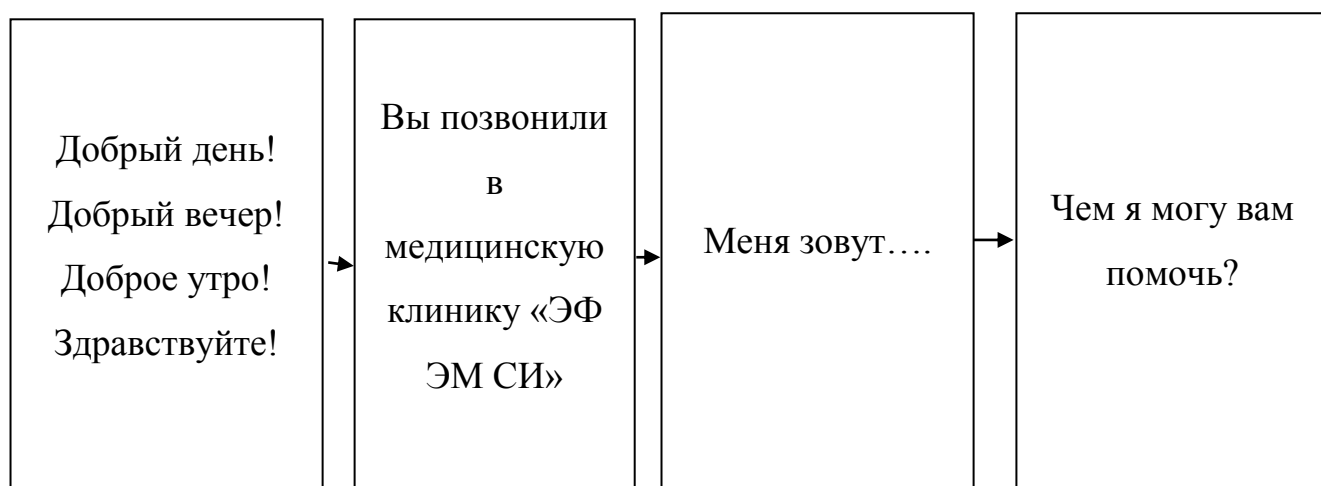 Добрый день!
Добрый вечер!
Доброе утро!
Здравствуйте!
Вы позвонили
в
медицинскую
клинику «ЭФ
ЭМ СИ»
Меня зовут….
Чем я могу вам
помочь?